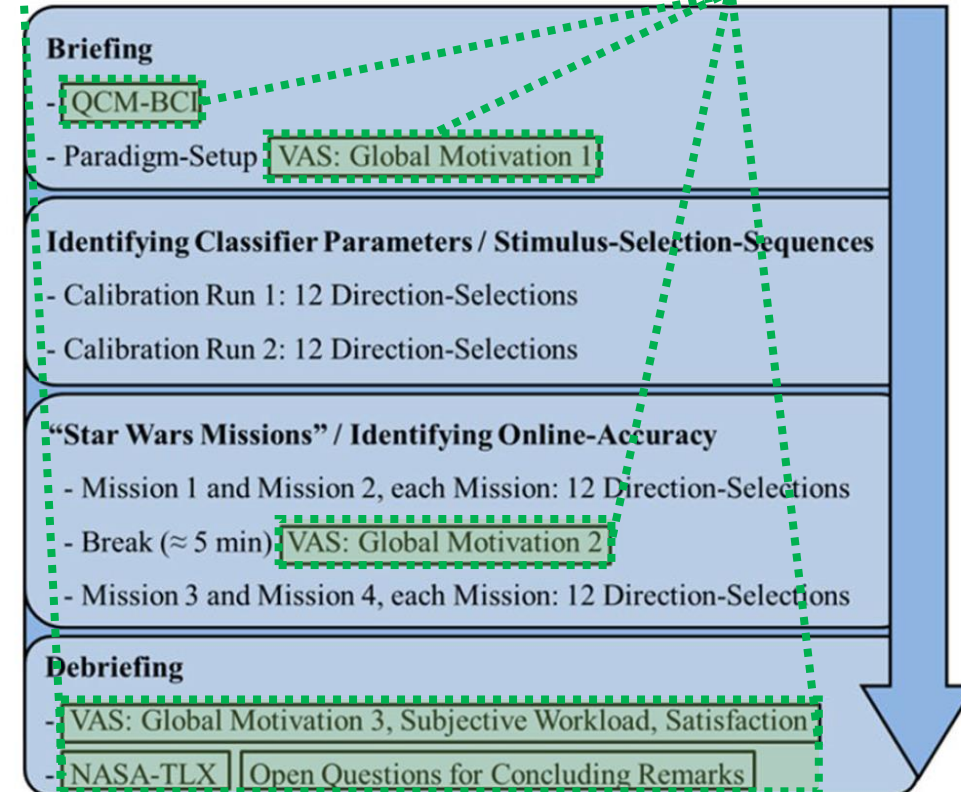 Briefing
- QCM-BCI
- Paradigm-Setup VAS: Global Motivation 1
Identifying Classifier Parameters / Stimulus-Selection-Sequences
- Calibration Run 1: 12 Direction-Selections
- Calibration Run 2: 12 Direction-Selections
“Star Wars Missions” / Identifying Online-Accuracy
- Mission 1 and Mission 2, each Mission: 12 Direction-Selections
- Break (≈ 5 min) VAS: Global Motivation 2
- Mission 3 and Mission 4, each Mission: 12 Direction-Selections
Debriefing
- VAS: Global Motivation 3, Subjective Workload, Satisfaction
- NASA-TLX Open Questions for Concluding Remarks